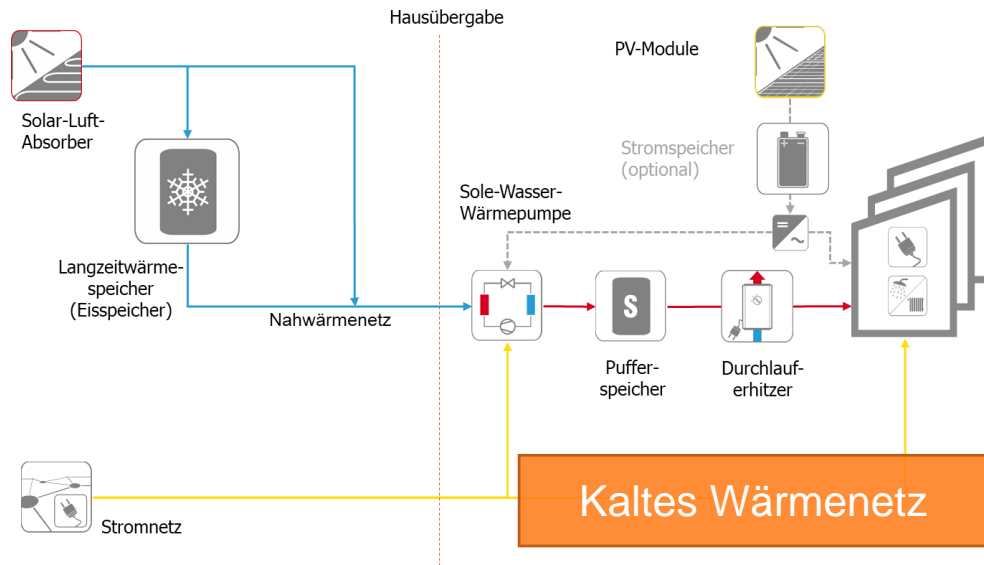 Hausübergabe
PV-Module
Solar-Luft-
Absorber
Stromspeicher
(optional)
Sole-Wasser-
Wärmepumpe
Langzeitwärme-
speicher
(Eisspeicher)
Nahwärmenetz
S
Puffer-
speicher
Durchlauf-
erhitzer
Kaltes Wärmenetz
Stromnetz